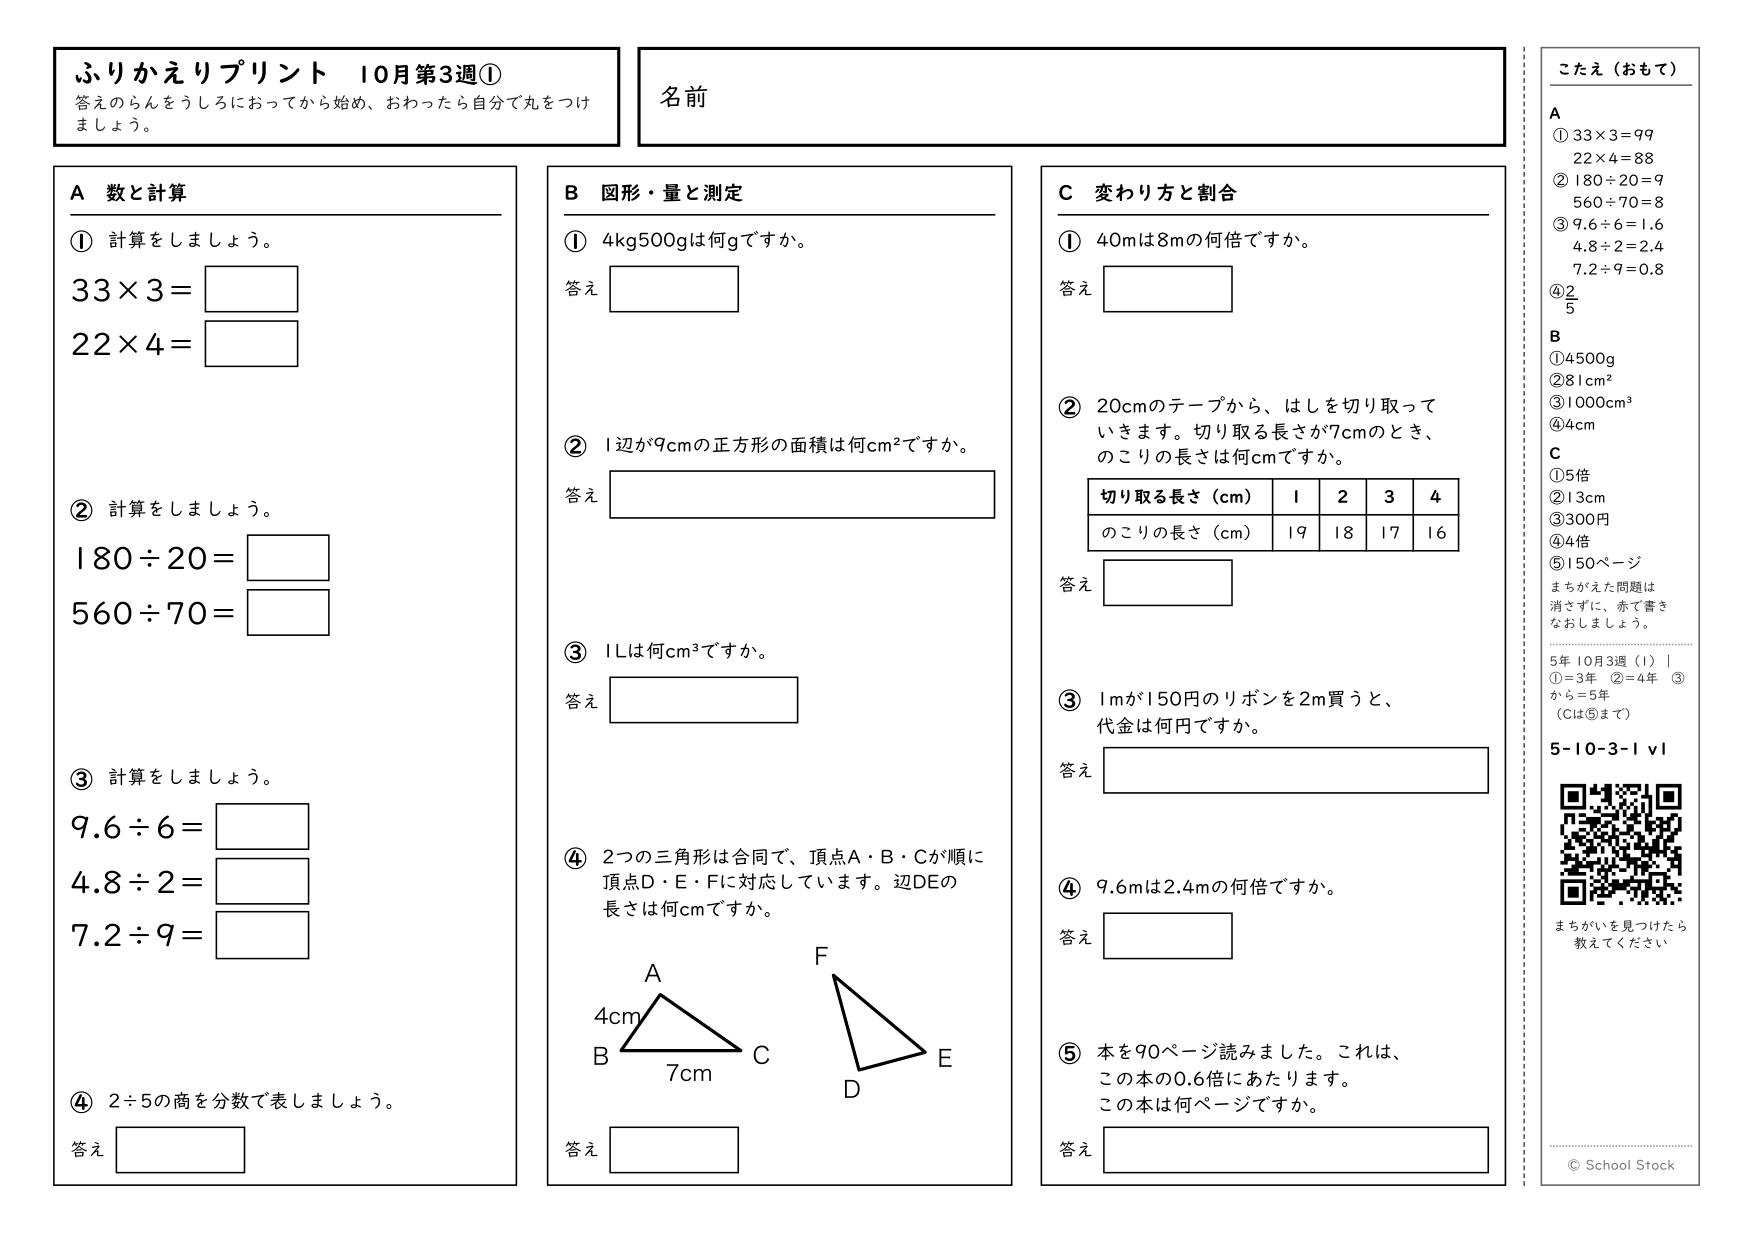 ふりかえりプリント　10月第3週①
答えのらんをうしろにおってから始め、おわったら自分で丸をつけ
ましょう。
名前
A　数と計算
① 計算をしましょう。
33×3＝
22×4＝
② 計算をしましょう。
180÷20＝
560÷70＝
③ 計算をしましょう。
9.6÷6＝
4.8÷2＝
7.2÷9＝
④ 2÷5の商を分数で表しましょう。
答え
B　図形・量と測定
① 4kg500gは何gですか。
答え
② 1辺が9cmの正方形の面積は何cm²ですか。
答え
③ 1Lは何cm³ですか。
答え
④ 2つの三角形は合同で、頂点A・B・Cが順に
頂点D・E・Fに対応しています。辺DEの
長さは何cmですか。
A
4cm
B
C
7cm
F
E
D
答え
C　変わり方と割合
① 40mは8mの何倍ですか。
答え
② 20cmのテープから、はしを切り取って
いきます。切り取る長さが7cmのとき、
のこりの長さは何cmですか。
切り取る長さ（cm） 1 2 3 4
のこりの長さ（cm） 19 18 17 16
答え
③ 1mが150円のリボンを2m買うと、
代金は何円ですか。
答え
④ 9.6mは2.4mの何倍ですか。
答え
⑤ 本を90ページ読みました。これは、
この本の0.6倍にあたります。
この本は何ページですか。
答え
こたえ（おもて）
A
① 33×3＝99
22×4＝88
② 180÷20＝9
560÷70＝8
③ 9.6÷6＝1.6
4.8÷2＝2.4
7.2÷9＝0.8
④2
5
B
①4500g
②81cm²
③1000cm³
④4cm
C
①5倍
②13cm
③300円
④4倍
⑤150ページ
まちがえた問題は
消さずに、赤で書き
なおしましょう。
5年 10月3週（1）｜
①＝3年　②＝4年　③
から＝5年
（Cは⑤まで）
5-10-3-1 v1
まちがいを見つけたら
教えてください
© School Stock